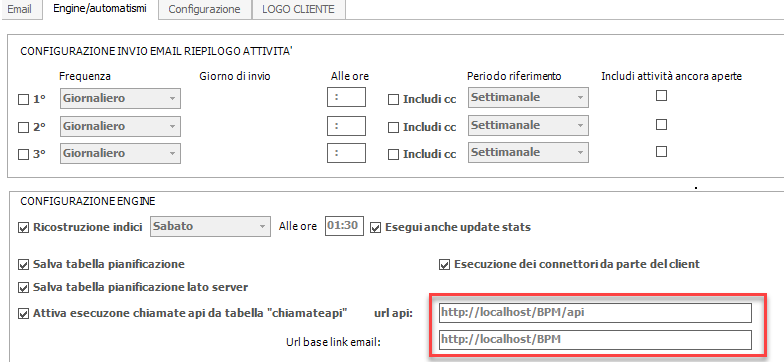 Email Engine/automatismi Configurazione LOGO CLIENTE
CONFIGURAZIONE INVIO EMAIL RIEPILOGO ATTIVITA'
Frequenza Giorno di invio Alle ore Periodo riferimento Includi attività ancora aperte
1° Giornaliero : Includi cc Settimanale
2° Giornaliero : Includi cc Settimanale
3° Giornaliero : Includi cc Settimanale
CONFIGURAZIONE ENGINE
Ricostruzione indici Sabato Alle ore 01:30 Esegui anche update stats
Salva tabella pianificazione Esecuzione dei connettori da parte del client
Salva tabella pianificazione lato server
Attiva esecuzone chiamate api da tabella "chiamateapi" url api: http://localhost/BPM/api
Url base link email: http://localhost/BPM